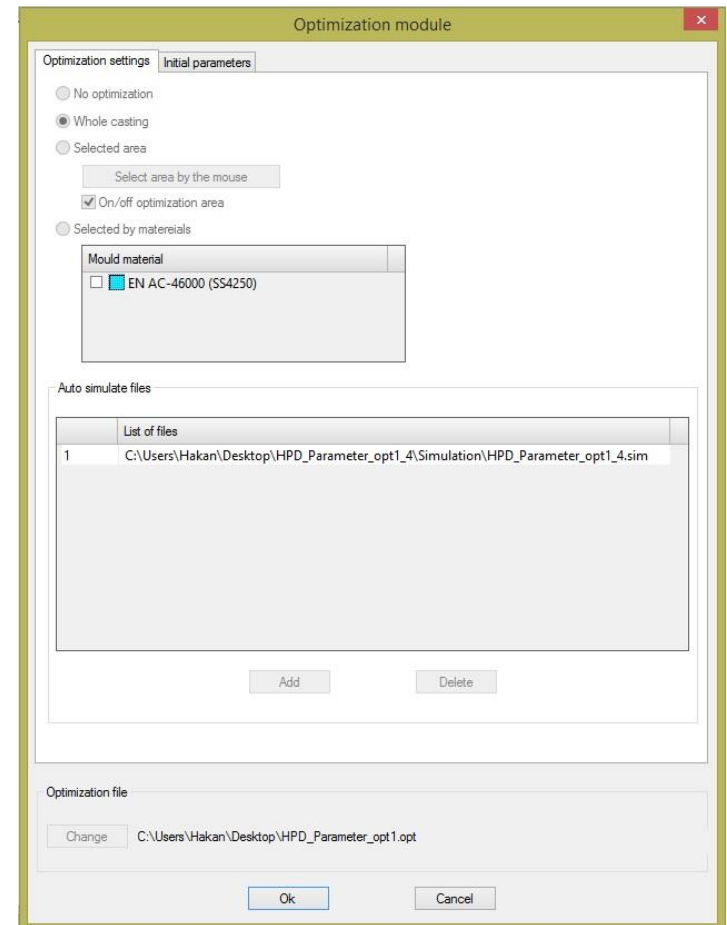 Optimization module
Optimization settings
Initial parameters
No optimization
Whole casting
Selected area
Select area by the mouse
On/off optimization area
Selected by matereials
Mould material
EN AC-46000 (SS4250)
Auto simulate files
List of files
1 C:\Users\Hakan\Desktop\HPD_Parameter_opt1_4\Simulation\HPD_Parameter_opt1_4.sim
Add Delete
Optimization file
Change C:\Users\Hakan\Desktop\HPD_Parameter_opt1.opt
Ok Cancel